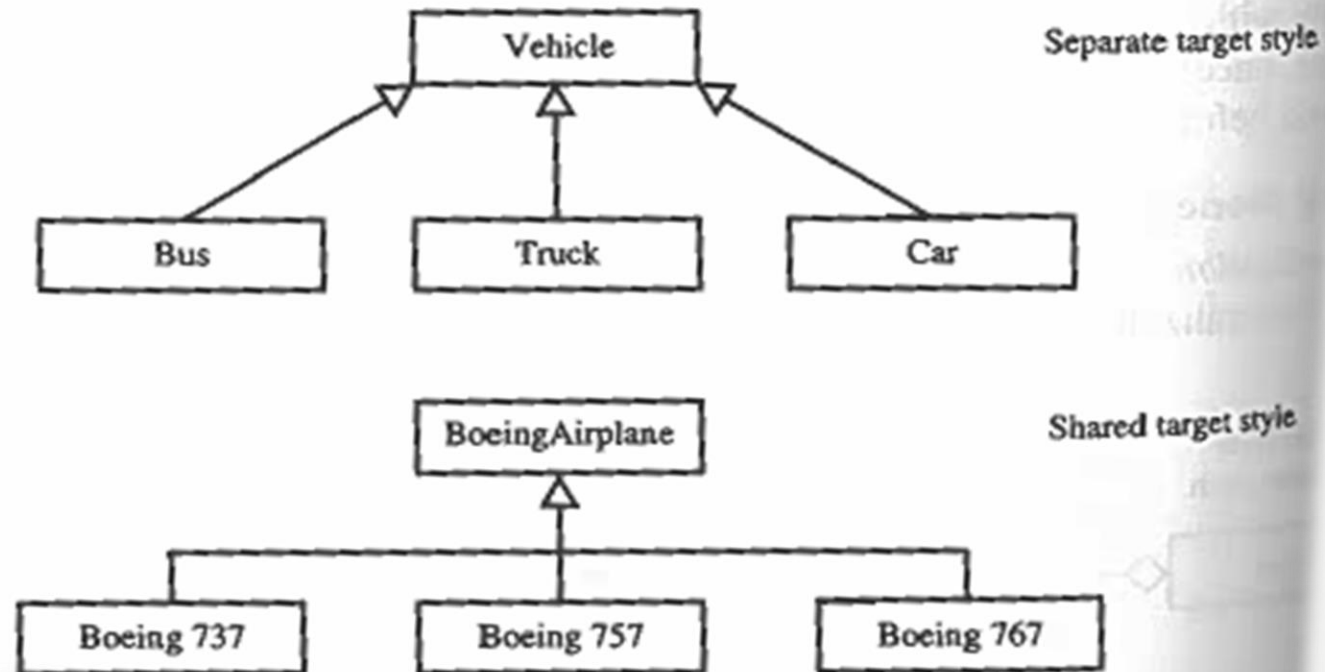 Vehicle
Separate target style
Bus
Truck
Car
BoeingAirplane
Shared target style
Boeing 737
Boeing 757
Boeing 767